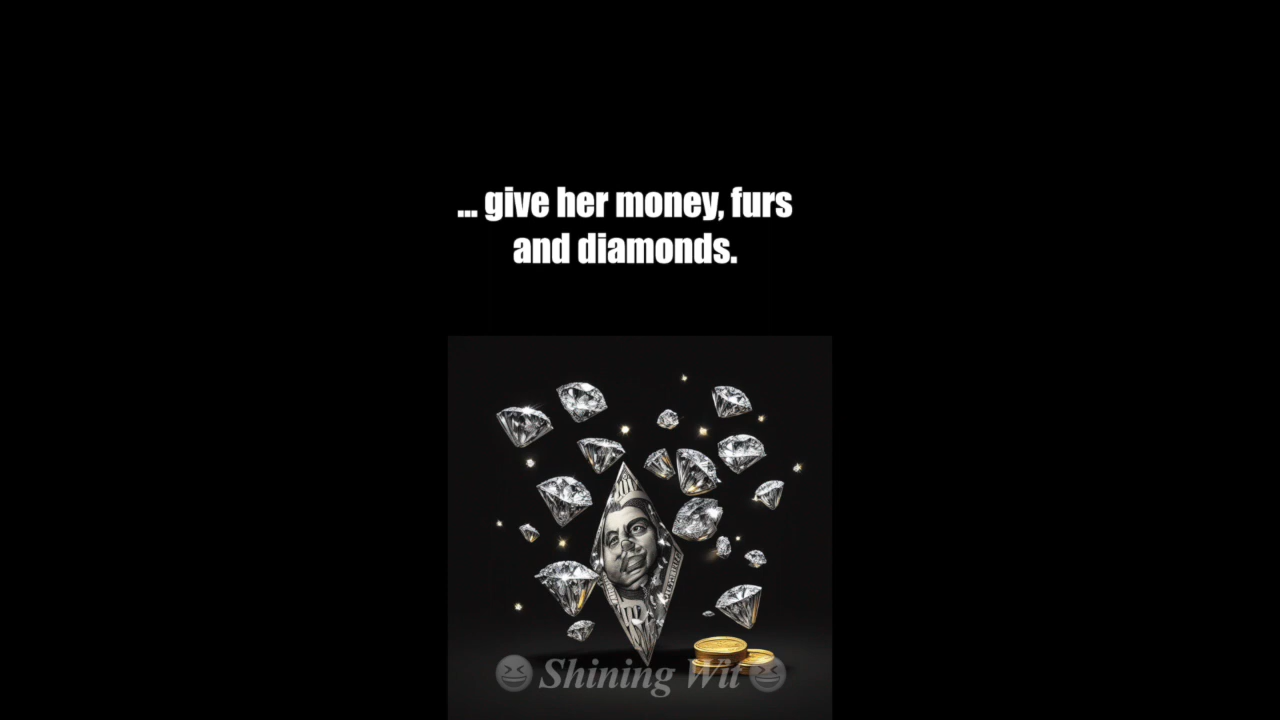 ... give her money, furs
and diamonds.
😆 Shining Wit 😆